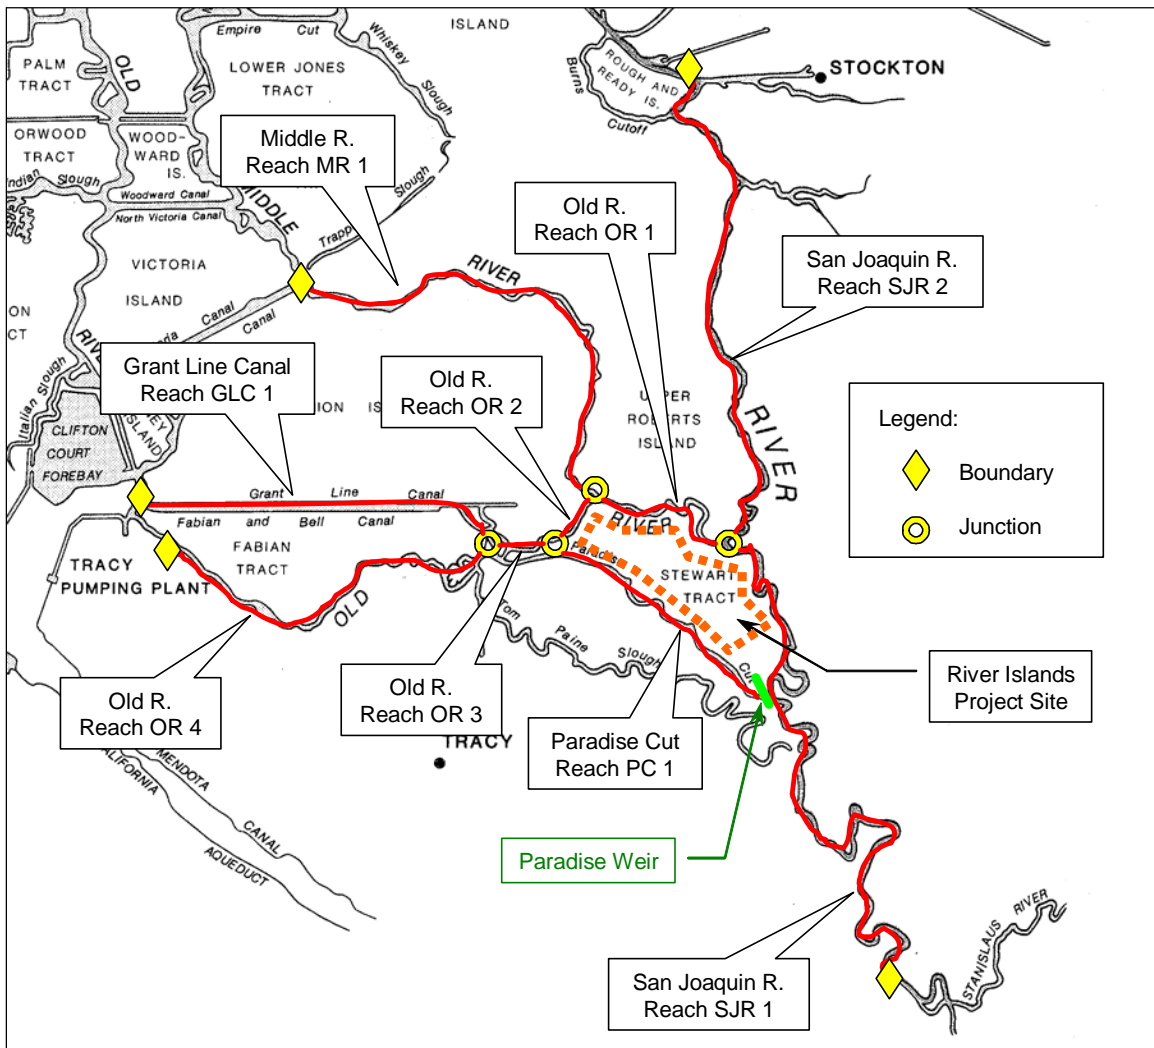 ISLAND
Empire Cut
Whiskey
Slough
PALM
TRACT
OLD
LOWER JONES
TRACT
ROUGH AND
READY IS.
Burns
Cutoff
STOCKTON
ORWOOD
TRACT
WOOD-
WARD
IS.
Indian Slough
Woodward Canal
North Victoria Canal
MIDDLE
Slough
Middle R.
Reach MR 1
Old R.
Reach OR 1
San Joaquin R.
Reach SJR 2
VICTORIA
ISLAND
RIVER
Canal
Canal
Grant Line Canal
Reach GLC 1
Old R.
Reach OR 2
UPPER
ROBERTS
ISLAND
RIVER
Legend:
Boundary
Junction
Italian Slough
CLIFTON
COURT
FOREBAY
ISLAND
Grant Line Canal
Fabian and Bell Canal
FABIAN
TRACT
RIVER
TRACY
PUMPING PLANT
OLD
STEWART
TRACT
Paine Slough
Cut
River Islands
Project Site
Old R.
Reach OR 4
Old R.
Reach OR 3
Paradise Cut
Reach PC 1
TRACY
MENDOTA
CANAL
CALIFORNIA
AQUEDUCT
Paradise Weir
San Joaquin R.
Reach SJR 1
STANISLAUS RIVER